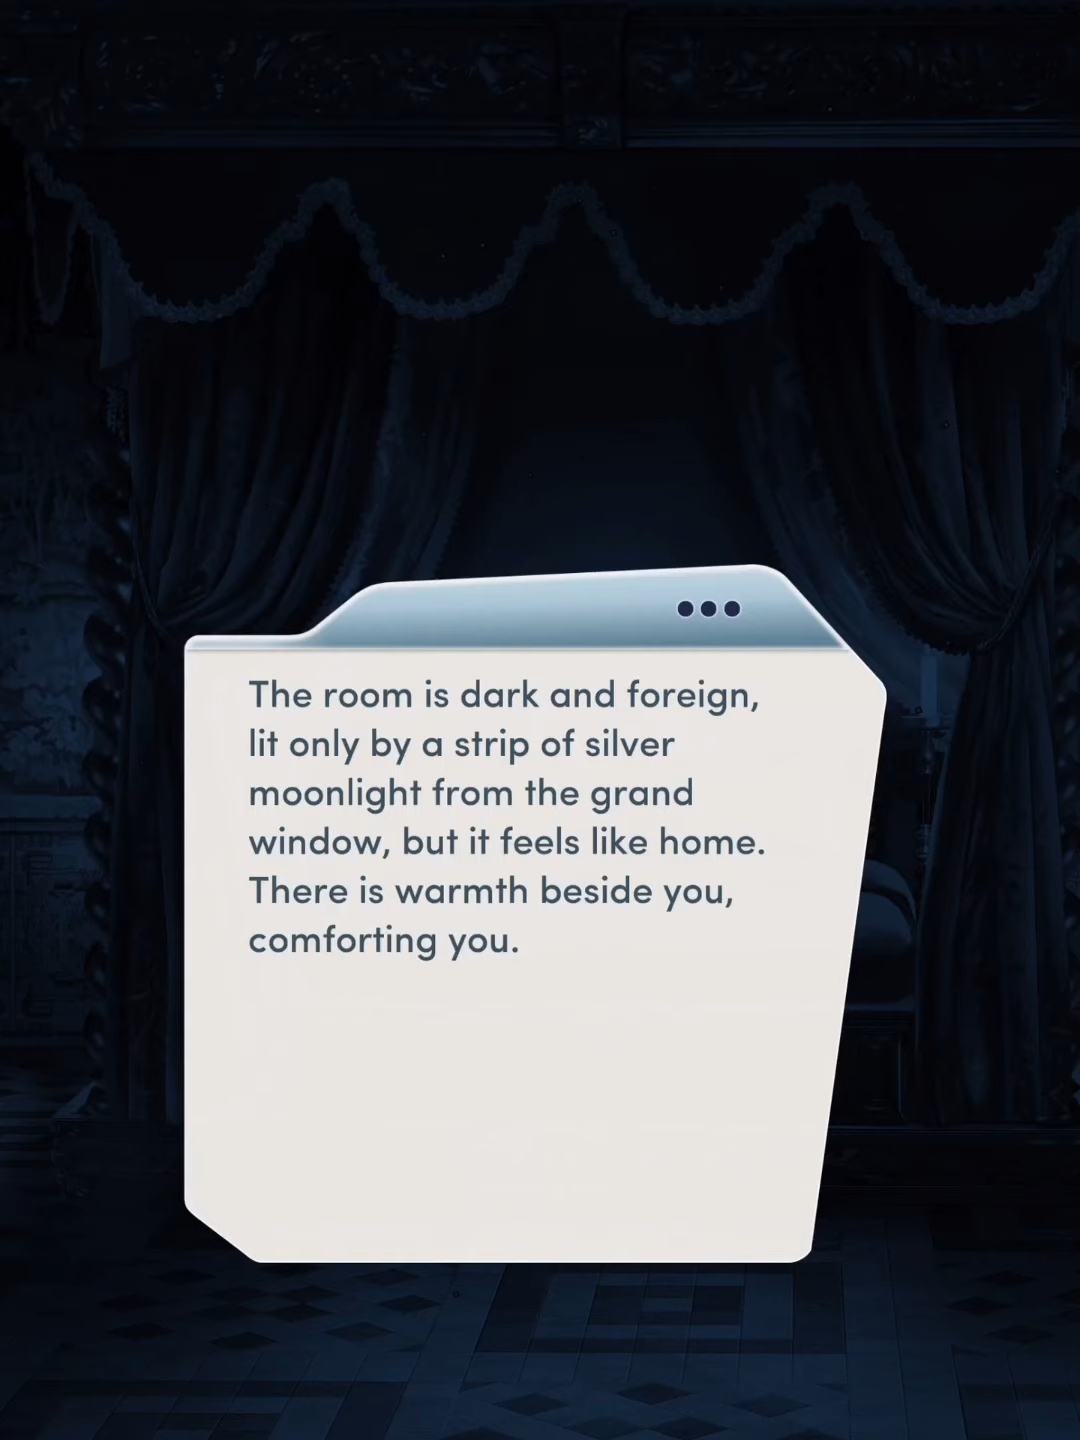 The room is dark and foreign,
lit only by a strip of silver
moonlight from the grand
window, but it feels like home.
There is warmth beside you,
comforting you.